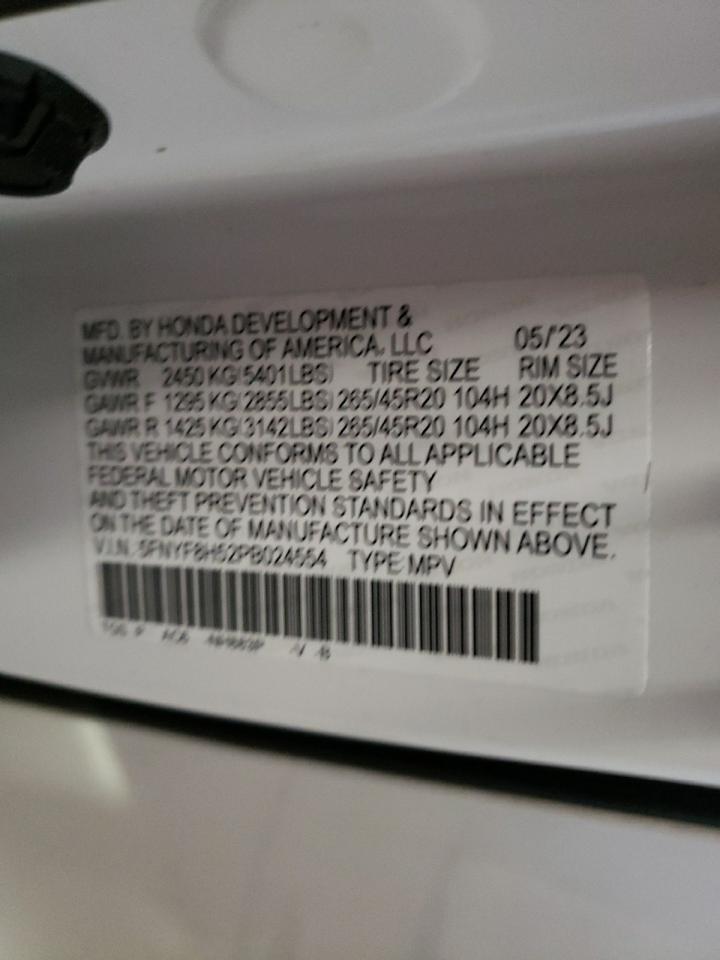 MFD. BY HONDA DEVELOPMENT &
MANUFACTURING OF AMERICA, LLC 05/'23
GVWR 2450 KG(5401LBS) TIRE SIZE RIM SIZE
GAWR F 1295 KG(2855LBS) 265/45R20 104H 20X8.5J
GAWR R 1425 KG(3142LBS) 265/45R20 104H 20X8.5J
THIS VEHICLE CONFORMS TO ALL APPLICABLE
FEDERAL MOTOR VEHICLE SAFETY
AND THEFT PREVENTION STANDARDS IN EFFECT
ON THE DATE OF MANUFACTURE SHOWN ABOVE.
V.I.N. 5FNYF8H52PB024554 TYPE:MPV
-V -B